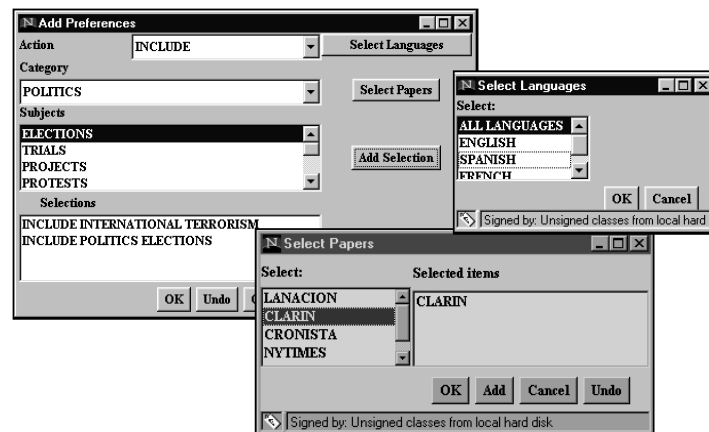 Add Preferences
Action
INCLUDE
Select Languages
Category
POLITICS
Select Papers
Subjects
ELECTIONS
TRIALS
PROJECTS
PROTESTS
Add Selection
Selections
INCLUDE INTERNATIONAL TERRORISM
INCLUDE POLITICS ELECTIONS
OK
Undo
Select Languages
Select:
ALL LANGUAGES
ENGLISH
SPANISH
FRENCH
OK
Cancel
Signed by: Unsigned classes from local hard
Select Papers
Select:
Selected items
LANACION
CLARIN
CRONISTA
NYTIMES
CLARIN
OK
Add
Cancel
Undo
Signed by: Unsigned classes from local hard disk